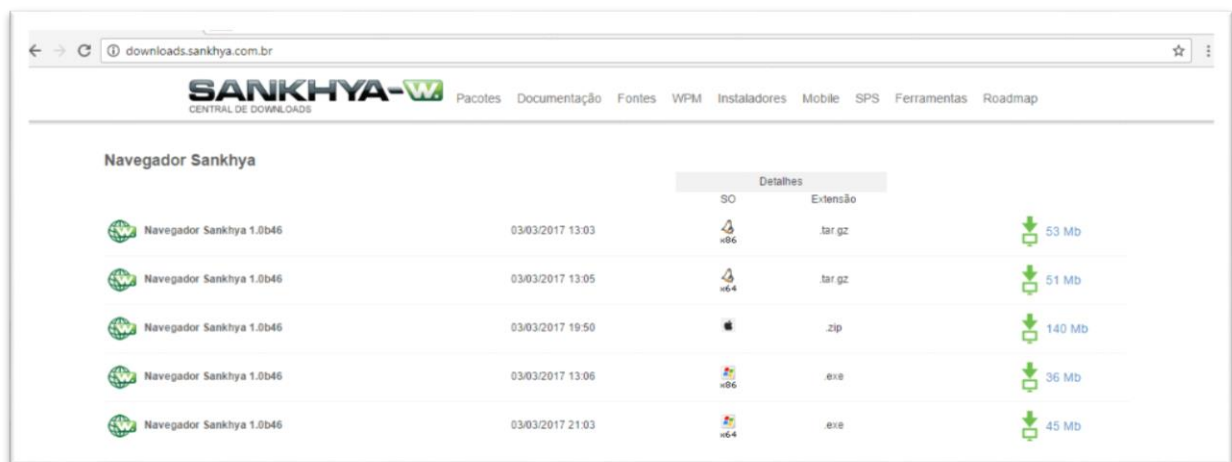 downloads.sankhya.com.br
SANKHYA-W.
CENTRAL DE DOWNLOADS
Pacotes Documentação Fontes WPM Instaladores Mobile SPS Ferramentas Roadmap
Navegador Sankhya
Detalhes
SO Extensão
Navegador Sankhya 1.0b46 03/03/2017 13:03 x86 .tar.gz 53 Mb
Navegador Sankhya 1.0b46 03/03/2017 13:05 x64 .tar.gz 51 Mb
Navegador Sankhya 1.0b46 03/03/2017 19:50 .zip 140 Mb
Navegador Sankhya 1.0b46 03/03/2017 13:06 x86 .exe 36 Mb
Navegador Sankhya 1.0b46 03/03/2017 21:03 x64 .exe 45 Mb